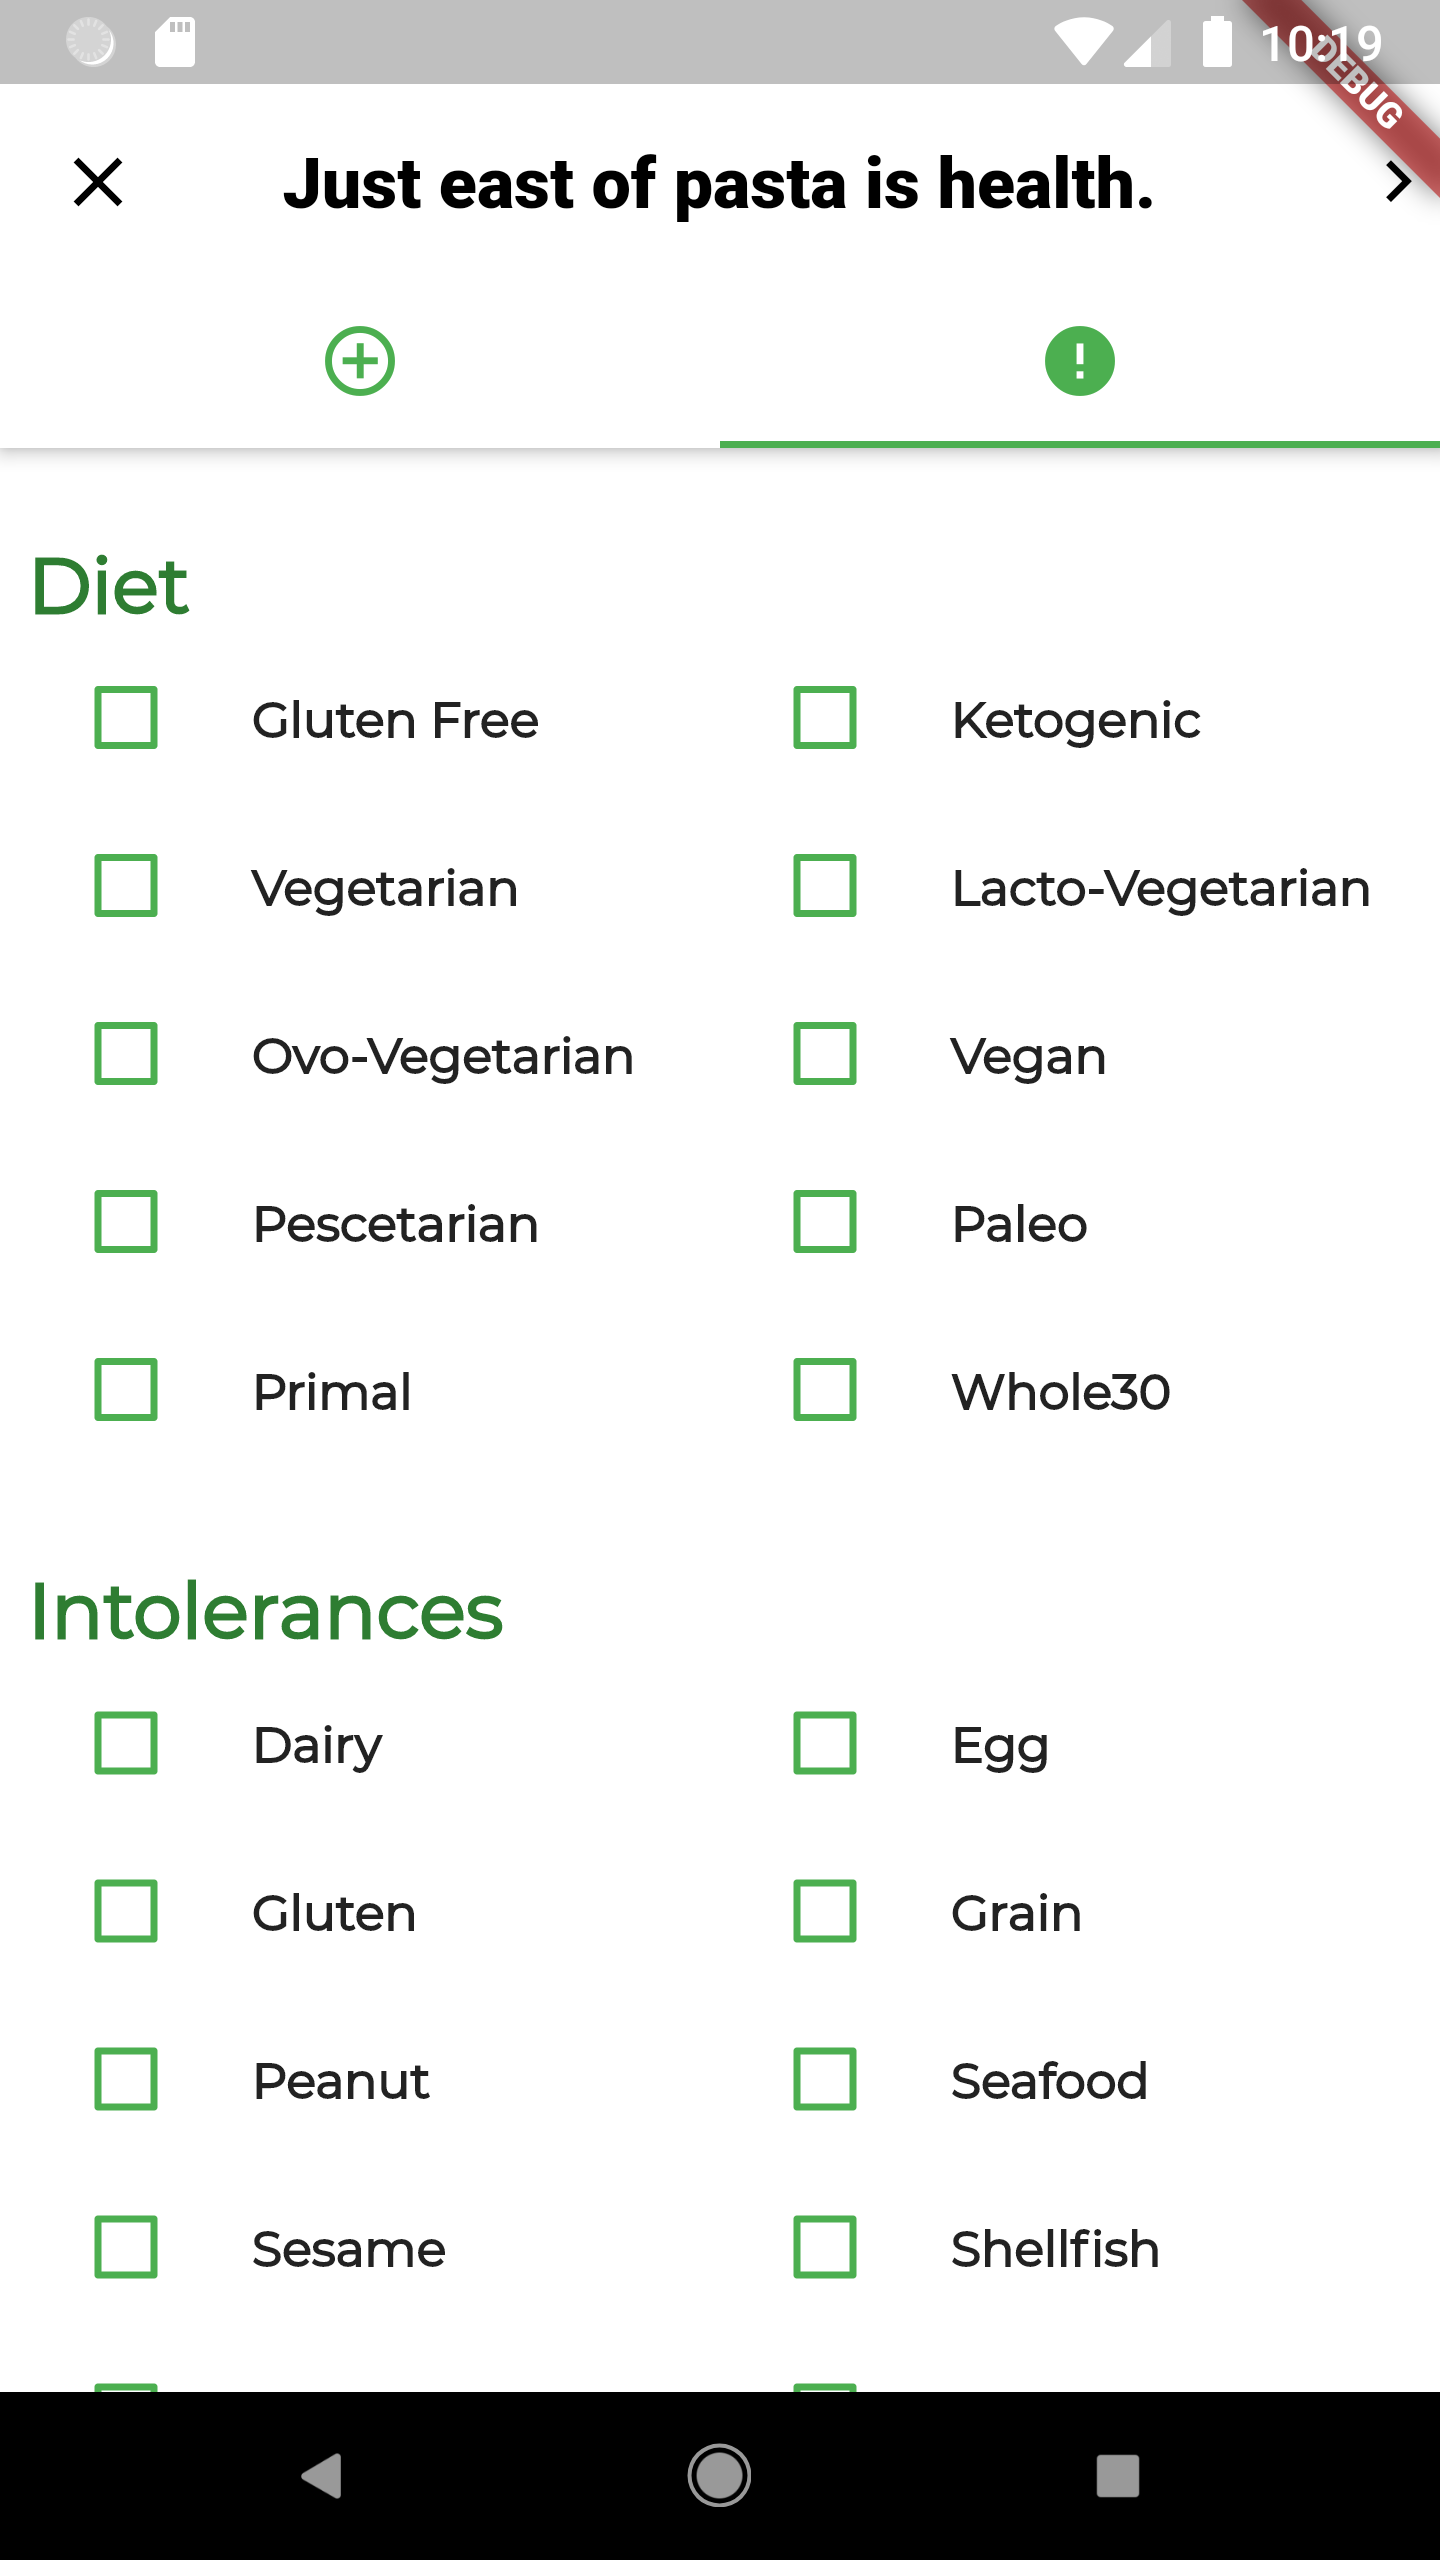 10:19
DEBUG
Just east of pasta is health.
Diet
Gluten Free
Ketogenic
Vegetarian
Lacto-Vegetarian
Ovo-Vegetarian
Vegan
Pescetarian
Paleo
Primal
Whole30
Intolerances
Dairy
Egg
Gluten
Grain
Peanut
Seafood
Sesame
Shellfish